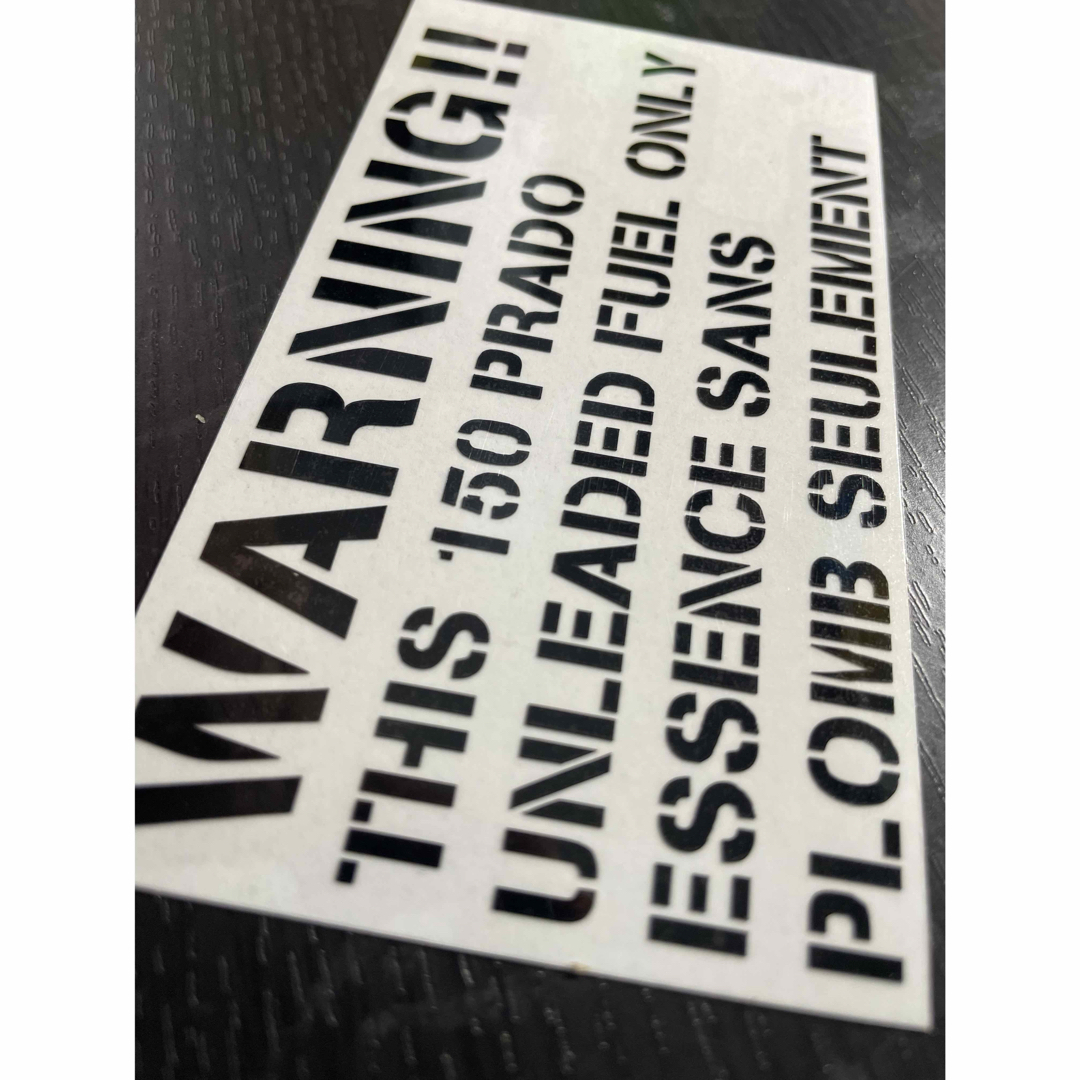 WARNING!!
THIS 150 PRADO
UNLEADED FUEL ONLY
ESSENCE SANS
PLOMB SEULEMENT